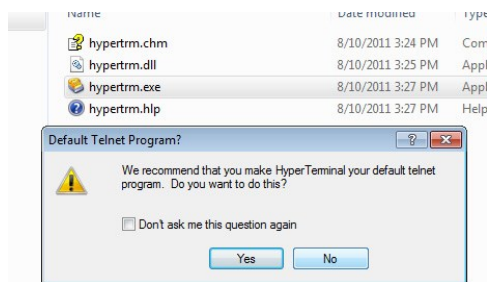 Name Date modified Type
hypertrm.chm 8/10/2011 3:24 PM Com
hypertrm.dll 8/10/2011 3:25 PM Appl
hypertrm.exe 8/10/2011 3:27 PM Appl
hypertrm.hlp 8/10/2011 3:27 PM Help
Default Telnet Program?
We recommend that you make HyperTerminal your default telnet
program. Do you want to do this?
Don't ask me this question again
Yes No